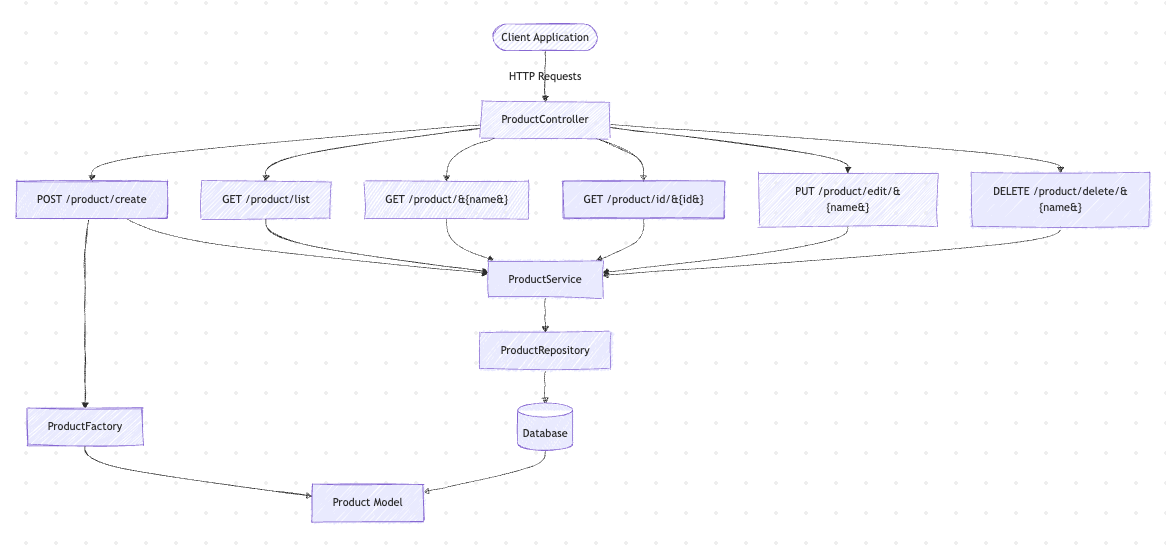 Client Application
HTTP Requests
ProductController
POST /product/create
GET /product/list
GET /product/&{name&}
GET /product/id/&{id&}
PUT /product/edit/&
{name&}
DELETE /product/delete/&
{name&}
ProductService
ProductRepository
ProductFactory
Database
Product Model